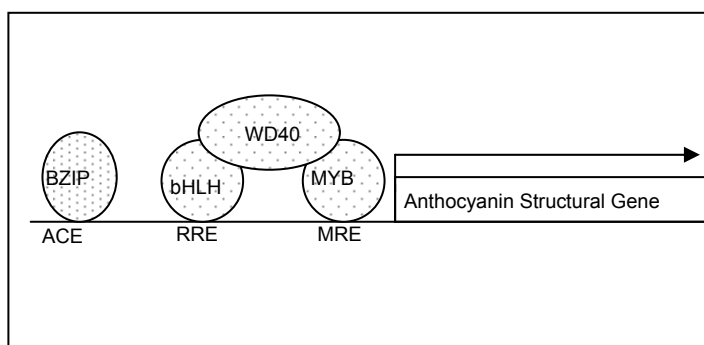 WD40
BZIP
bHLH
MYB
Anthocyanin Structural Gene
ACE
RRE
MRE